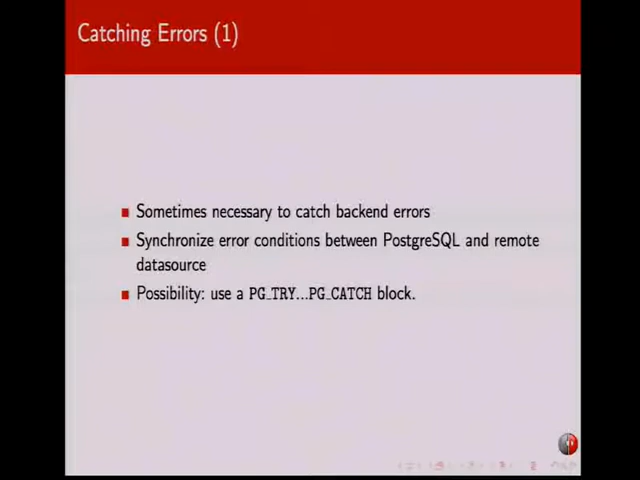 Catching Errors (1)
Sometimes necessary to catch backend errors
Synchronize error conditions between PostgreSQL and remote
datasource
Possibility: use a PG_TRY...PG_CATCH block.